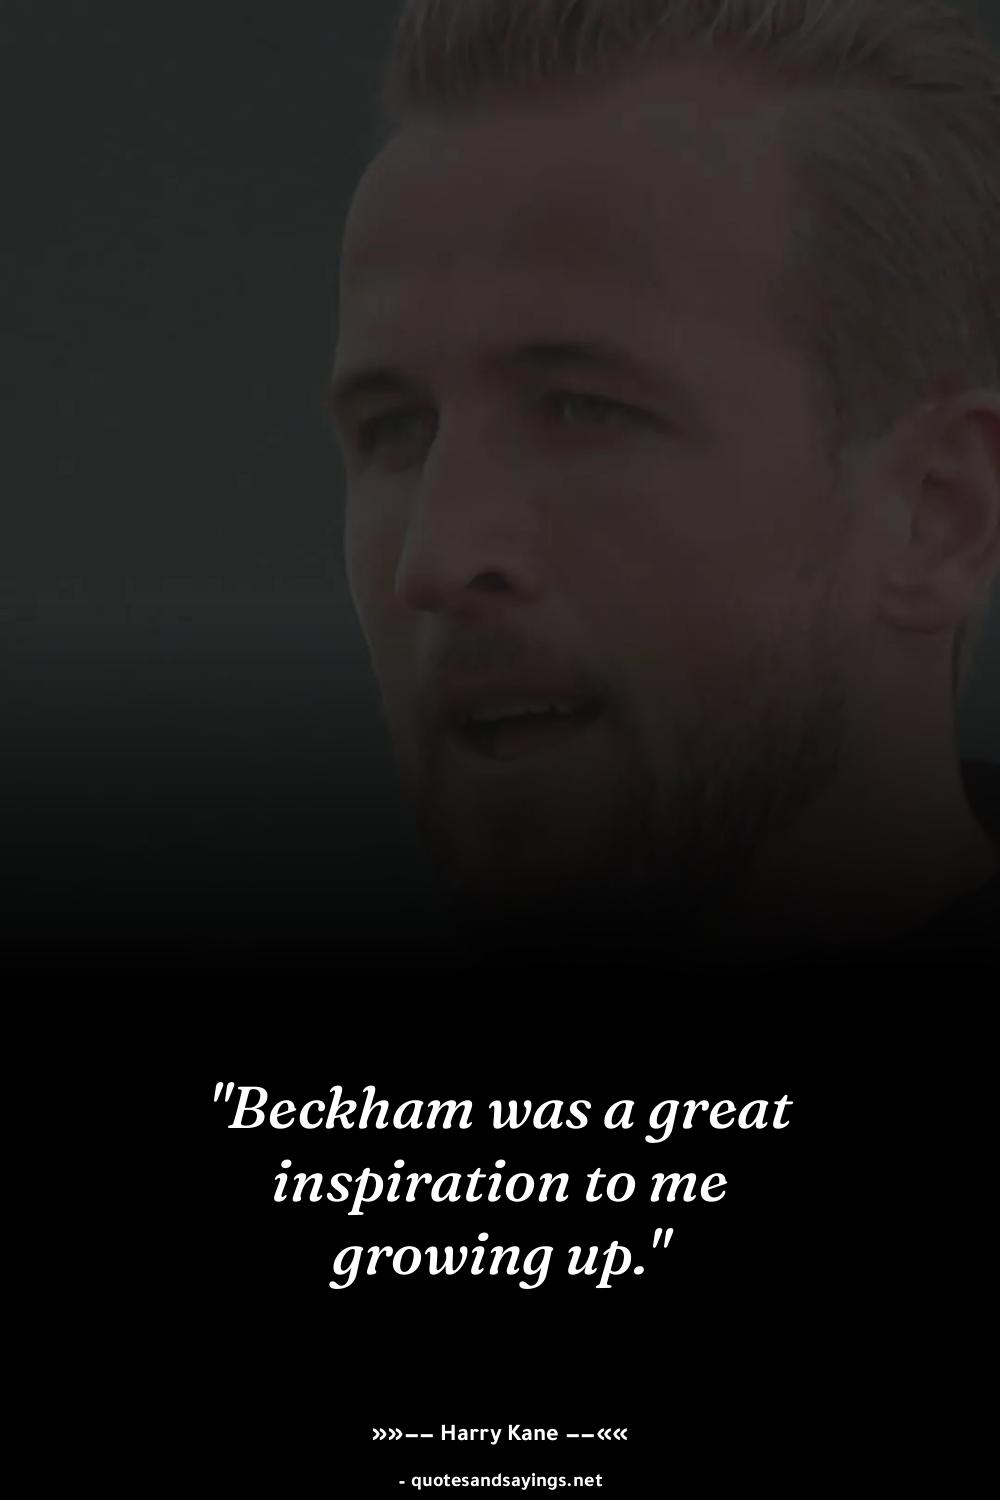 "Beckham was a great
inspiration to me
growing up."
»»−− Harry Kane −−««
- quotesandsayings.net